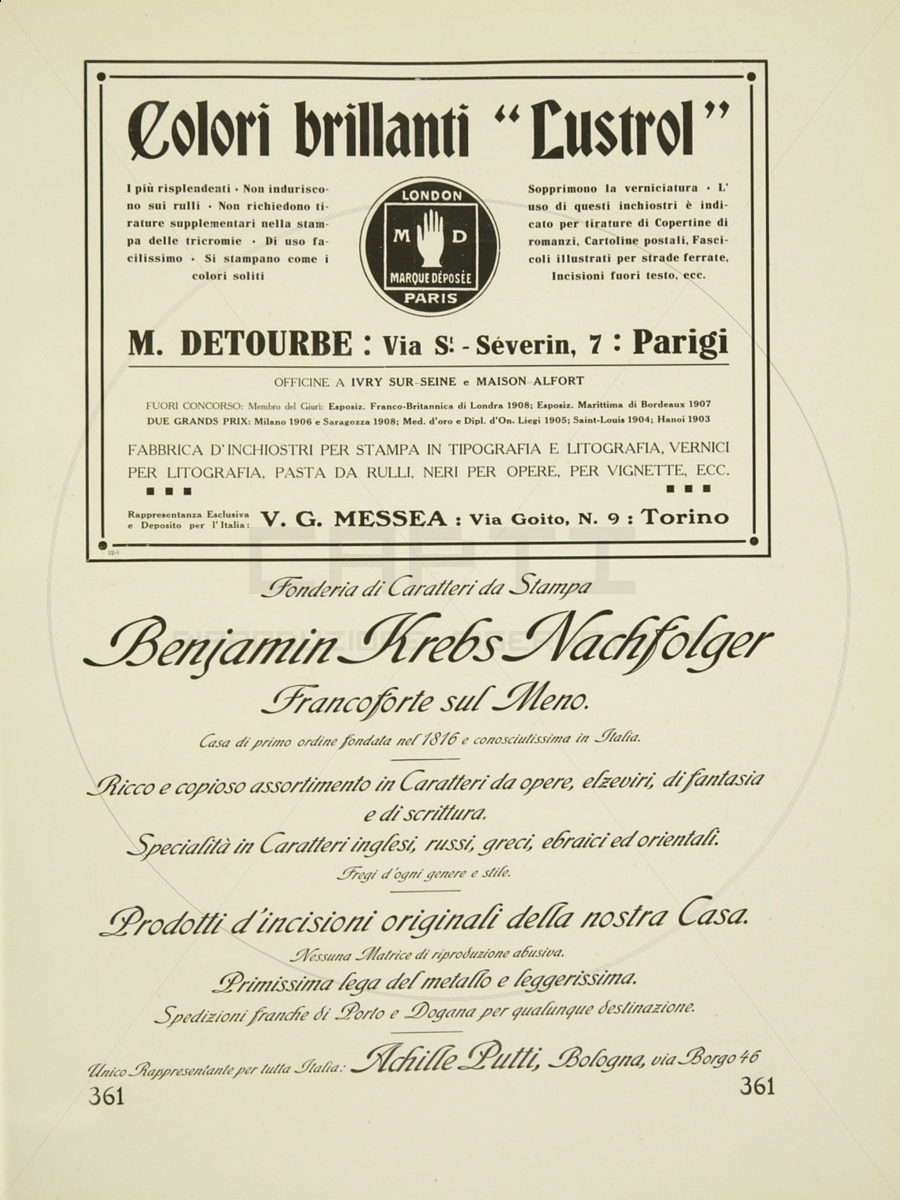 Colori brillanti “Lustrol”
I più risplendenti · Non indurisco-
no sui rulli · Non richiedono ti-
rature supplementari nella stam-
pa delle tricromie · Di uso fa-
cilissimo · Si stampano come i
colori soliti
LONDON
M D
MARQUE DÉPOSÉE
PARIS
Sopprimono la verniciatura · L'
uso di questi inchiostri è indi-
cato per tirature di Copertine di
romanzi, Cartoline postali, Fasci-
coli illustrati per strade ferrate,
Incisioni fuori testo, ecc.
M. DETOURBE : Via St. - Séverin, 7 : Parigi
OFFICINE A IVRY SUR-SEINE e MAISON-ALFORT
FUORI CONCORSO: Membro del Giurì: Esposiz. Franco-Britannica di Londra 1908; Esposiz. Marittima di Bordeaux 1907
DUE GRANDS PRIX: Milano 1906 e Saragozza 1908; Med. d'oro e Dipl. d'On. Liegi 1905; Saint-Louis 1904; Hanoi 1903
FABBRICA D'INCHIOSTRI PER STAMPA IN TIPOGRAFIA E LITOGRAFIA, VERNICI
PER LITOGRAFIA, PASTA DA RULLI, NERI PER OPERE, PER VIGNETTE, ECC.
Rappresentanza Esclusiva
e Deposito per l'Italia:
V. G. MESSEA : Via Goito, N. 9 : Torino
Fonderia di Caratteri da Stampa
Benjamin Krebs Nachfolger
Francoforte sul Meno.
Casa di primo ordine fondata nel 1816 e conosciutissima in Italia.
Ricco e copioso assortimento in Caratteri da opere, elzeviri, di fantasia
e di scrittura.
Specialità in Caratteri inglesi, russi, greci, ebraici ed orientali.
Fregi d'ogni genere e stile.
Prodotti d'incisioni originali della nostra Casa.
Nessuna Matrice di riproduzione abusiva.
Primissima lega del metallo e leggerissima.
Spedizioni franche di Porto e Dogana per qualunque destinazione.
Unico Rappresentante per tutta Italia: Achille Putti, Bologna, via Borgo 46
361
361